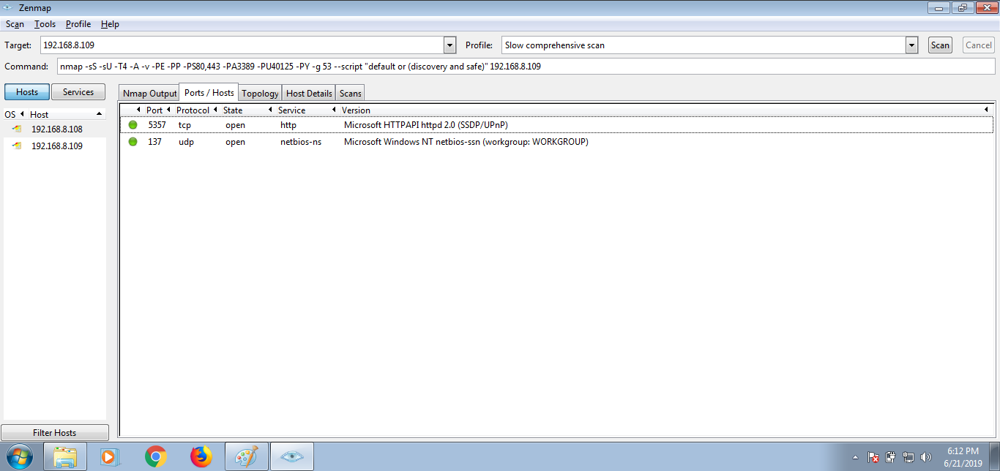 Zenmap
Scan Tools Profile Help
Target: 192.168.8.109 Profile: Slow comprehensive scan Scan Cancel
Command: nmap -sS -sU -T4 -A -v -PE -PP -PS80,443 -PA3389 -PU40125 -PY -g 53 --script "default or (discovery and safe)" 192.168.8.109
Hosts Services Nmap Output Ports / Hosts Topology Host Details Scans
OS Host Port Protocol State Service Version
192.168.8.108 5357 tcp open http Microsoft HTTPAPI httpd 2.0 (SSDP/UPnP)
192.168.8.109 137 udp open netbios-ns Microsoft Windows NT netbios-ssn (workgroup: WORKGROUP)
Filter Hosts
6:12 PM
6/21/2019